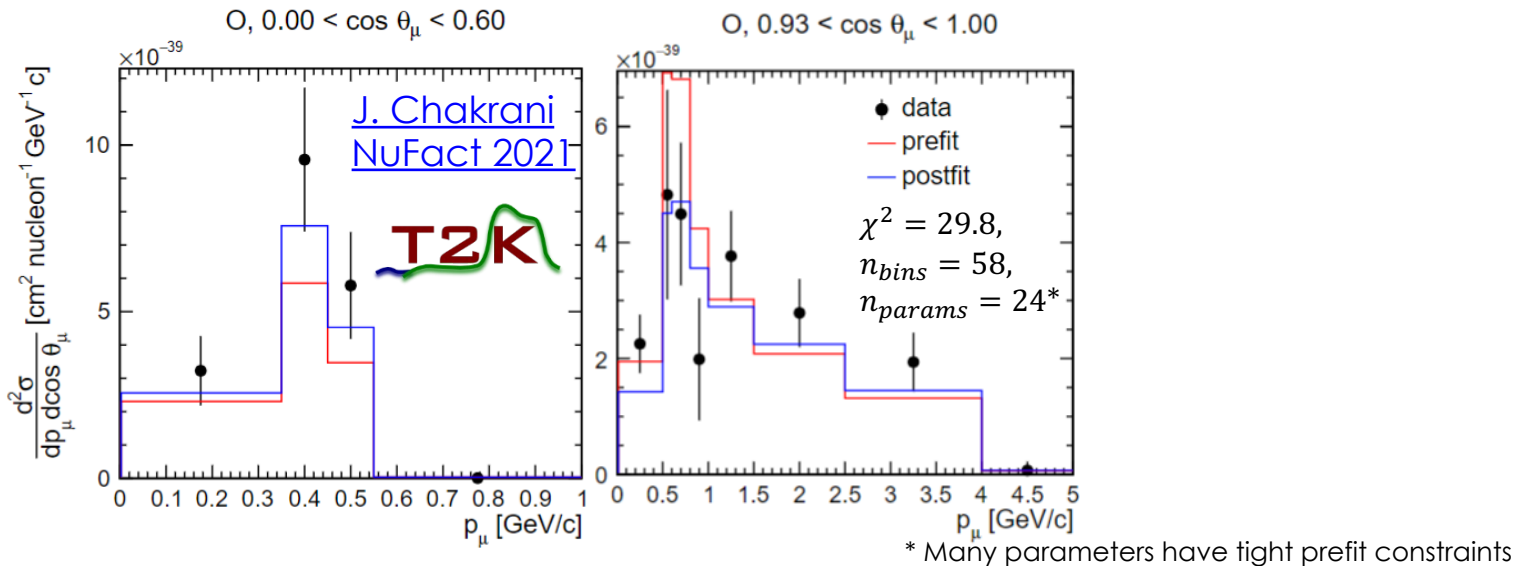 O, 0.00 < cos θμ < 0.60
×10⁻³⁹
d²σ / dpμ dcos θμ [cm² nucleon⁻¹ GeV⁻¹ c]
10
5
0
J. Chakrani
NuFact 2021
T2K
0 0.1 0.2 0.3 0.4 0.5 0.6 0.7 0.8 0.9 1
pμ [GeV/c]
O, 0.93 < cos θμ < 1.00
×10⁻³⁹
6
4
2
0
data
prefit
postfit
χ² = 29.8,
n_bins = 58,
n_params = 24*
0 0.5 1 1.5 2 2.5 3 3.5 4 4.5 5
pμ [GeV/c]
* Many parameters have tight prefit constraints